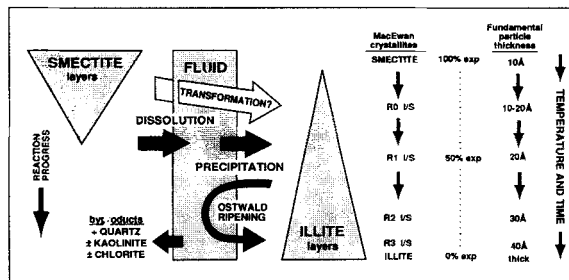 SMECTITE
layers
FLUID
TRANSFORMATION?
DISSOLUTION
PRECIPITATION
OSTWALD
RIPENING
ILLITE
layers
REACTION
PROGRESS
+ QUARTZ
± KAOLINITE
± CHLORITE
MacEwan
crystallites
Fundamental
particle
thickness
SMECTITE 100% exp 10Å
R0 I/S 10-20Å
R1 I/S 50% exp 20Å
R2 I/S 30Å
R3 I/S 40Å
ILLITE 0% exp thick
TEMPERATURE AND TIME